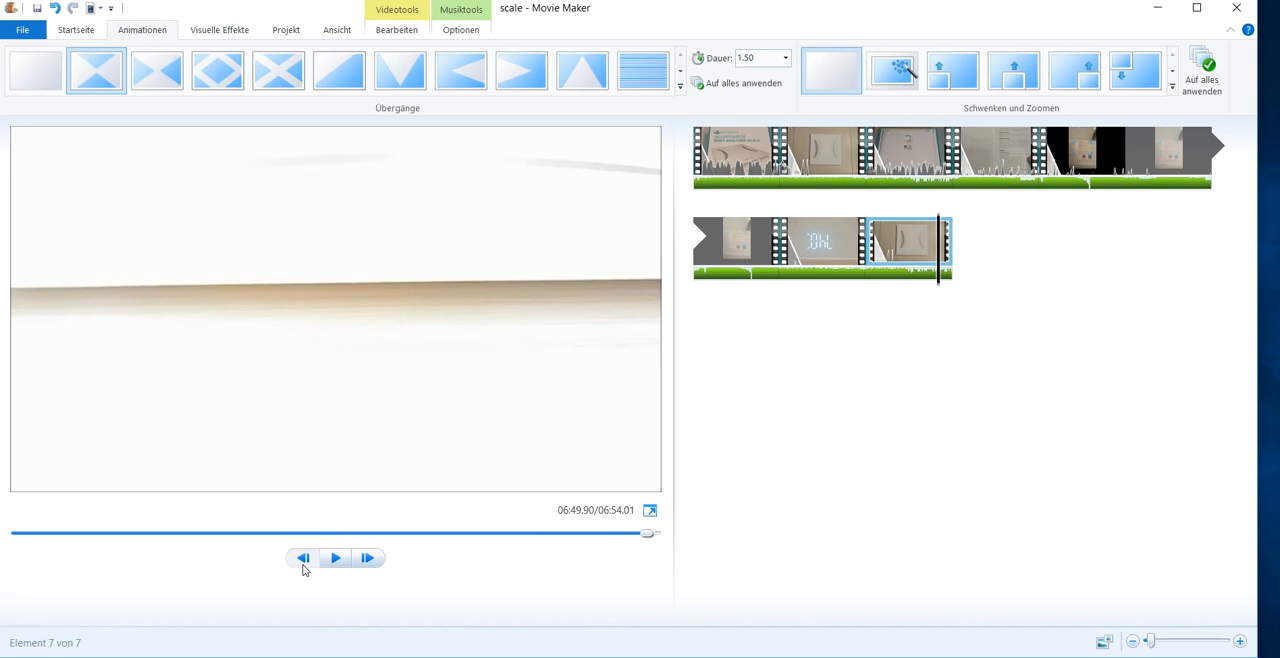 Videotools Musiktools scale - Movie Maker
File Startseite Animationen Visuelle Effekte Projekt Ansicht Bearbeiten Optionen
Dauer: 1.50
Auf alles anwenden
Auf alles
anwenden
Übergänge Schwenken und Zoomen
06:49.90/06:54.01
Element 7 von 7